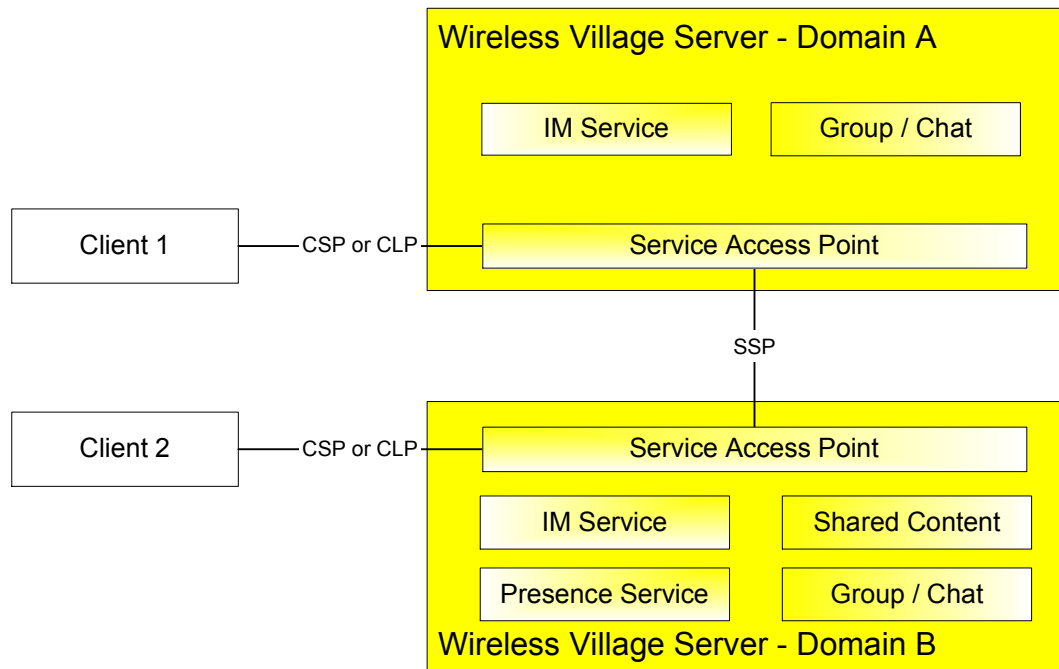 Wireless Village Server - Domain A
IM Service
Group / Chat
Client 1
CSP or CLP
Service Access Point
SSP
Client 2
CSP or CLP
Service Access Point
IM Service
Shared Content
Presence Service
Group / Chat
Wireless Village Server - Domain B